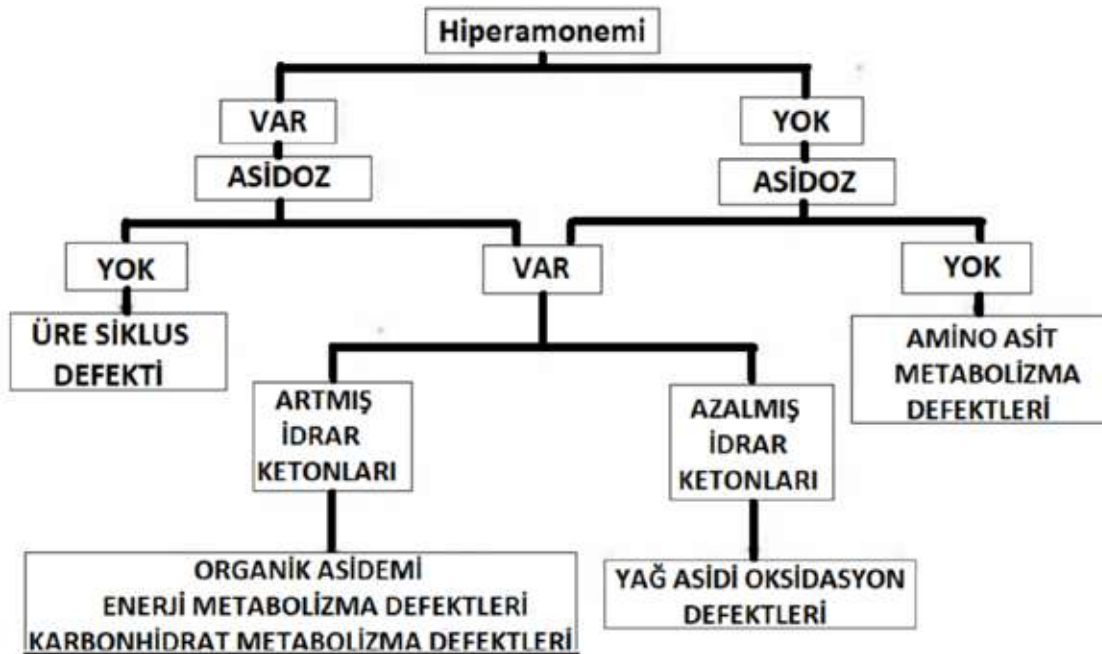 Hiperamonemi
VAR
YOK
ASİDOZ
ASİDOZ
YOK
VAR
YOK
ÜRE SİKLUS
DEFEKTİ
AMİNO ASİT
METABOLİZMA
DEFEKTLERİ
ARTMIŞ
İDRAR
KETONLARI
AZALMIŞ
İDRAR
KETONLARI
ORGANİK ASİDEMİ
ENERJİ METABOLİZMA DEFEKTLERİ
KARBONHİDRAT METABOLİZMA DEFEKTLERİ
YAĞ ASİDİ OKSİDASYON
DEFEKTLERİ